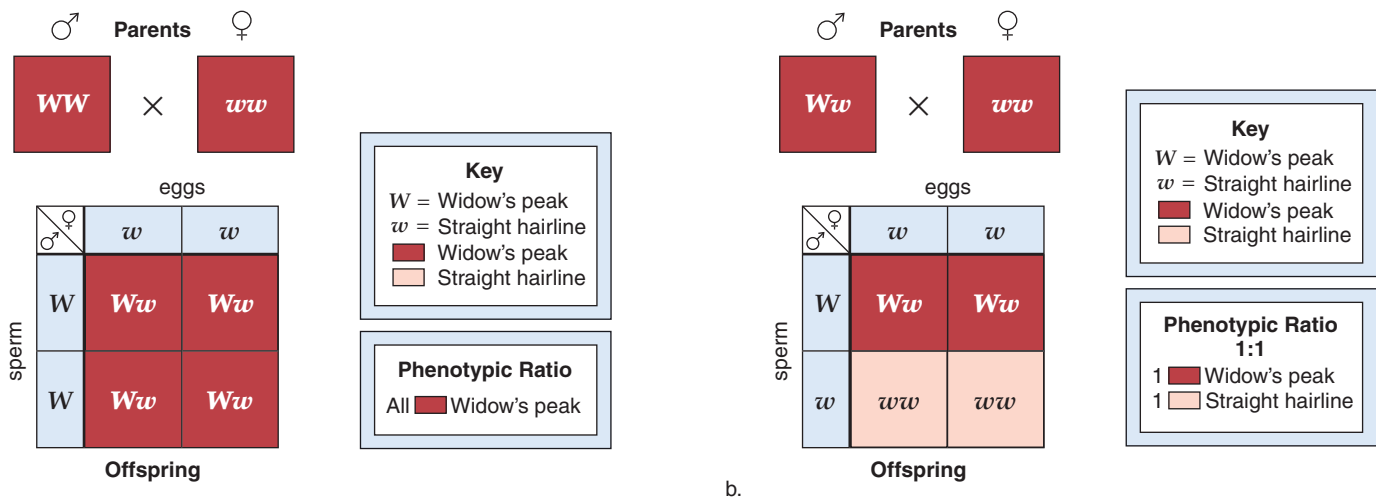 ♂ Parents ♀
WW × ww
eggs
♀
♂
w w
sperm
W Ww Ww
W Ww Ww
Offspring
Key
W = Widow's peak
w = Straight hairline
Widow's peak
Straight hairline
Phenotypic Ratio
All Widow's peak
♂ Parents ♀
Ww × ww
eggs
♀
♂
w w
sperm
W Ww Ww
w ww ww
Offspring
Key
W = Widow's peak
w = Straight hairline
Widow's peak
Straight hairline
Phenotypic Ratio
1:1
1 Widow's peak
1 Straight hairline
b.